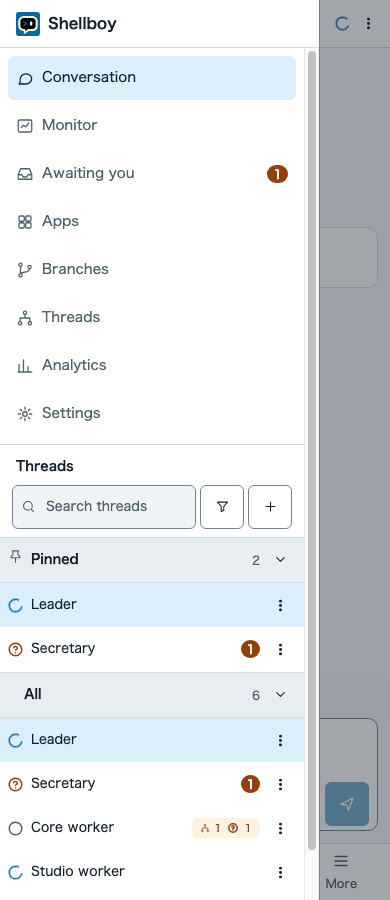 Shellboy
Conversation
Monitor
Awaiting you 1
Apps
Branches
Threads
Analytics
Settings
Threads
Search threads
Pinned 2
Leader
Secretary 1
All 6
Leader
Secretary 1
Core worker 1 1
Studio worker
More